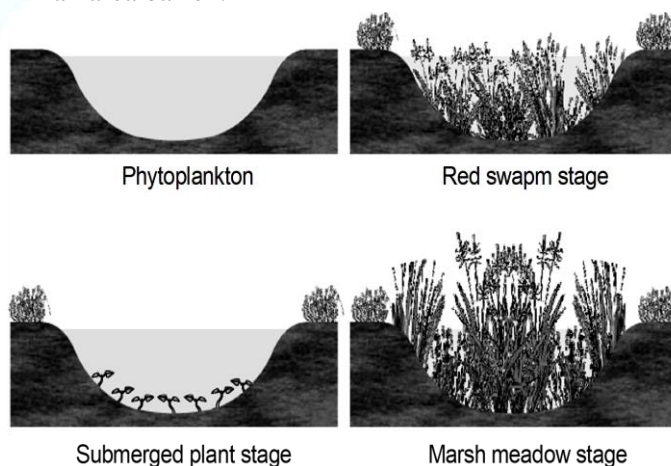 Phytoplankton
Red swapm stage
Submerged plant stage
Marsh meadow stage